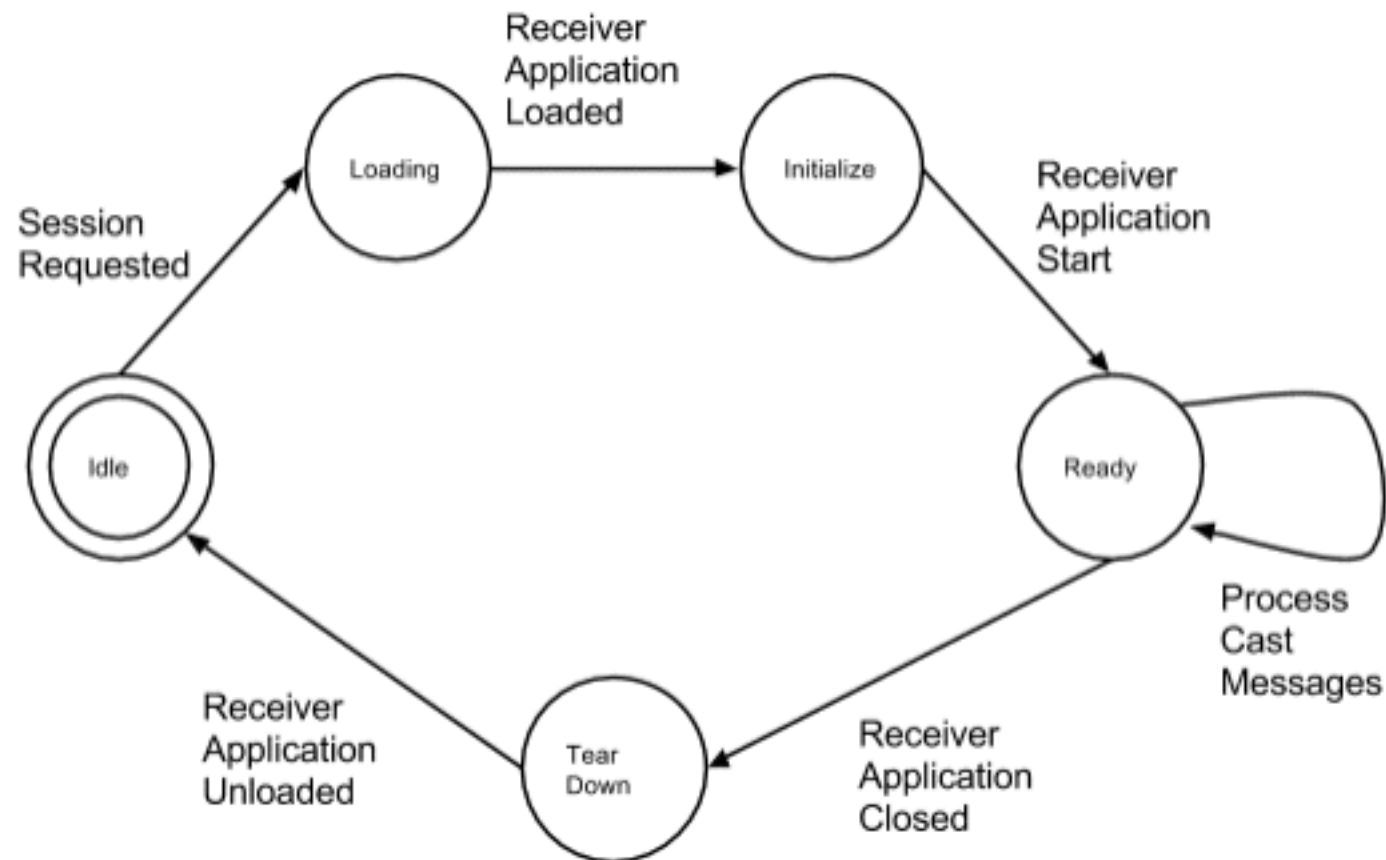 Receiver
Application
Loaded
Loading
Initialize
Receiver
Application
Start
Session
Requested
Idle
Ready
Process
Cast
Messages
Receiver
Application
Unloaded
Tear
Down
Receiver
Application
Closed